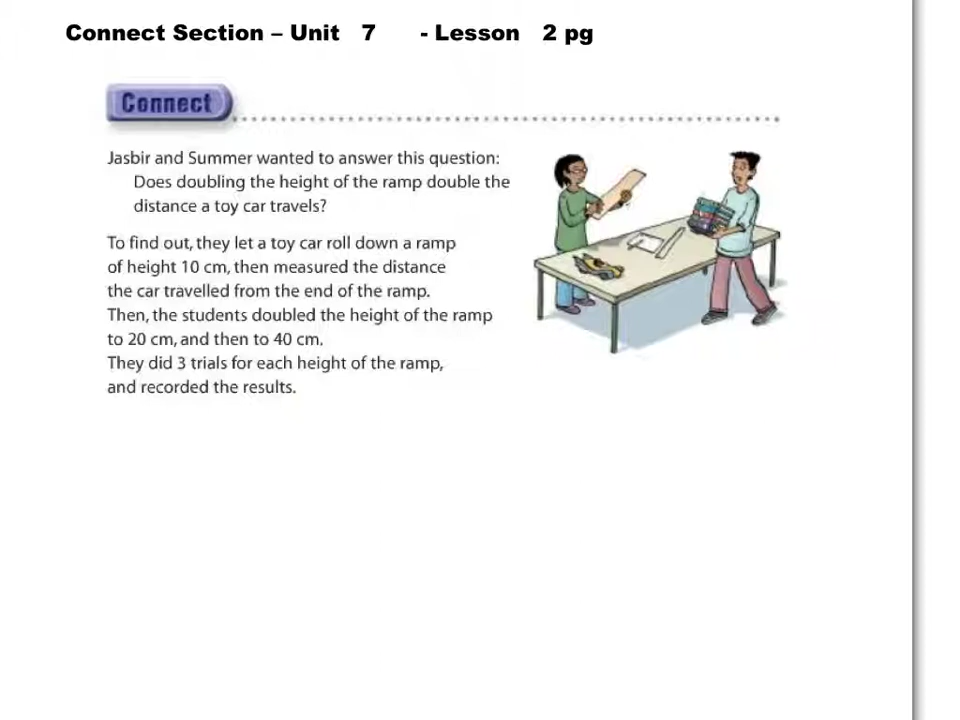 Connect Section – Unit 7 - Lesson 2 pg
Connect
Jasbir and Summer wanted to answer this question:
Does doubling the height of the ramp double the
distance a toy car travels?
To find out, they let a toy car roll down a ramp
of height 10 cm, then measured the distance
the car travelled from the end of the ramp.
Then, the students doubled the height of the ramp
to 20 cm, and then to 40 cm.
They did 3 trials for each height of the ramp,
and recorded the results.